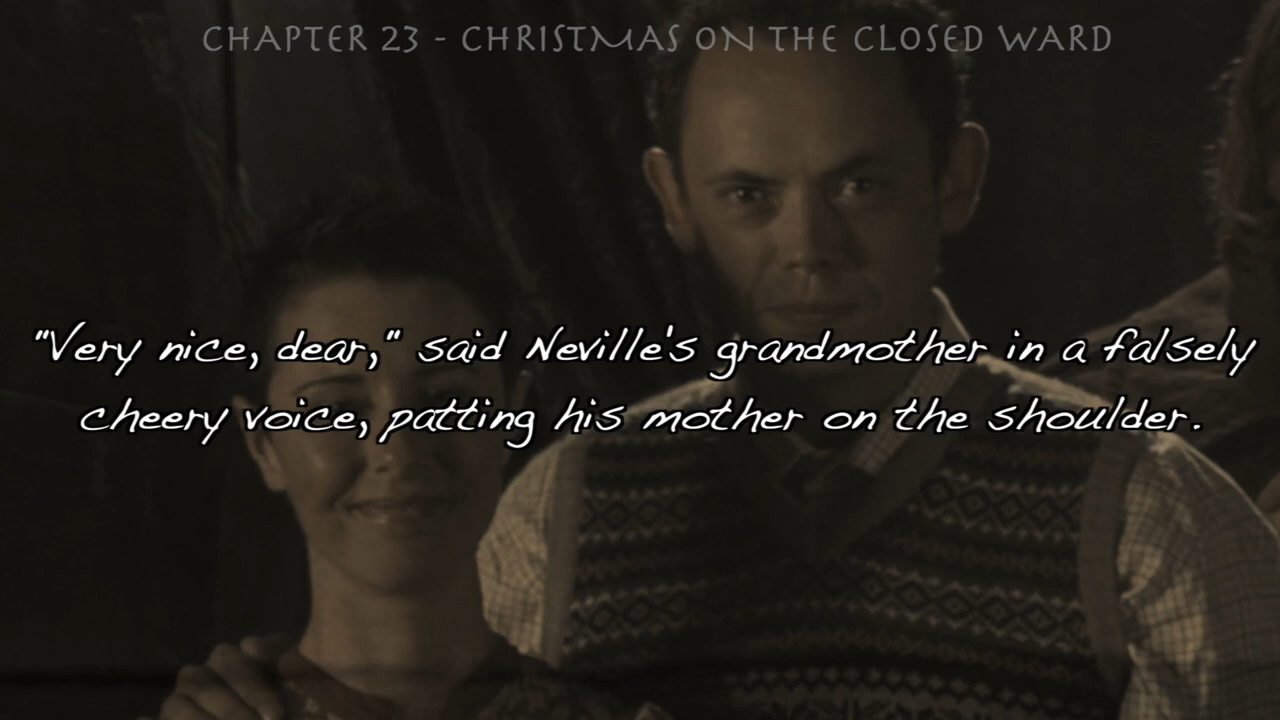 CHAPTER 23 - CHRISTMAS ON THE CLOSED WARD
"Very nice, dear," said Neville's grandmother in a falsely
cheery voice, patting his mother on the shoulder.